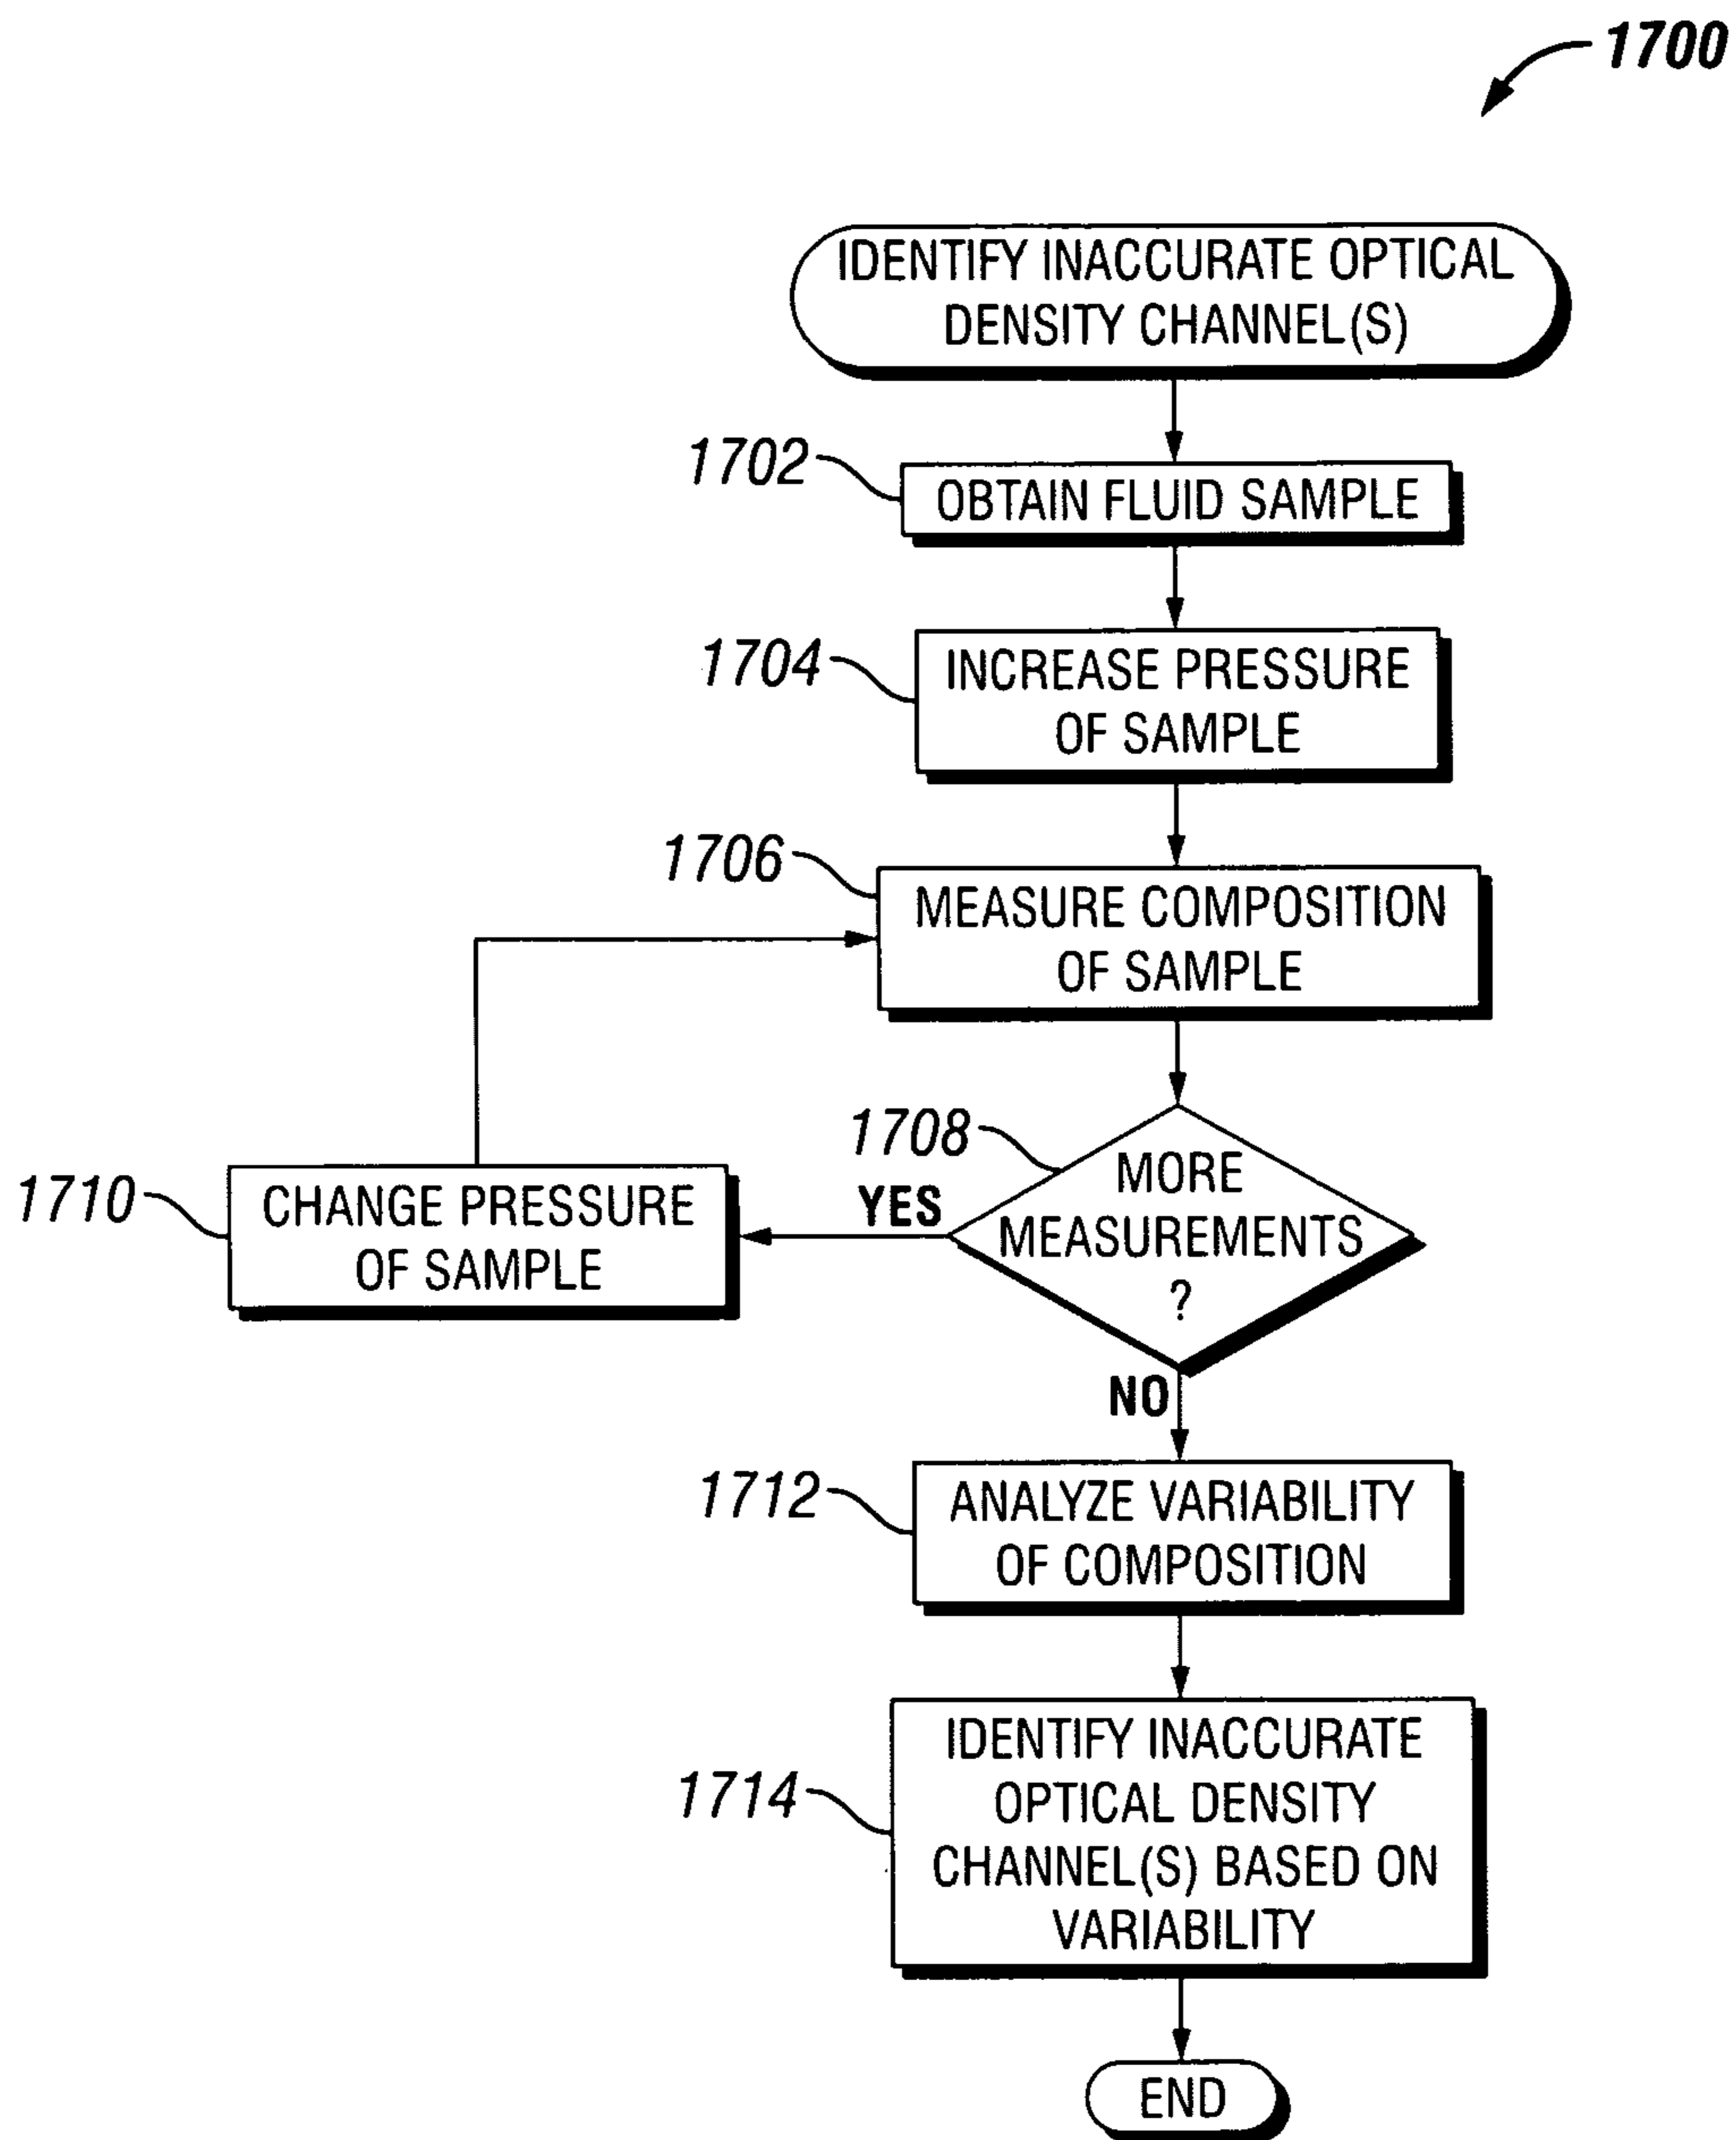 1700
IDENTIFY INACCURATE OPTICAL
DENSITY CHANNEL(S)
1702
OBTAIN FLUID SAMPLE
1704
INCREASE PRESSURE
OF SAMPLE
1706
MEASURE COMPOSITION
OF SAMPLE
1708
MORE
MEASUREMENTS
?
YES
1710
CHANGE PRESSURE
OF SAMPLE
NO
1712
ANALYZE VARIABILITY
OF COMPOSITION
1714
IDENTIFY INACCURATE
OPTICAL DENSITY
CHANNEL(S) BASED ON
VARIABILITY
END